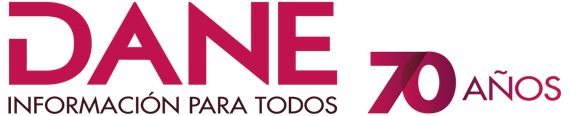 DANE
INFORMACIÓN PARA TODOS
70 AÑOS